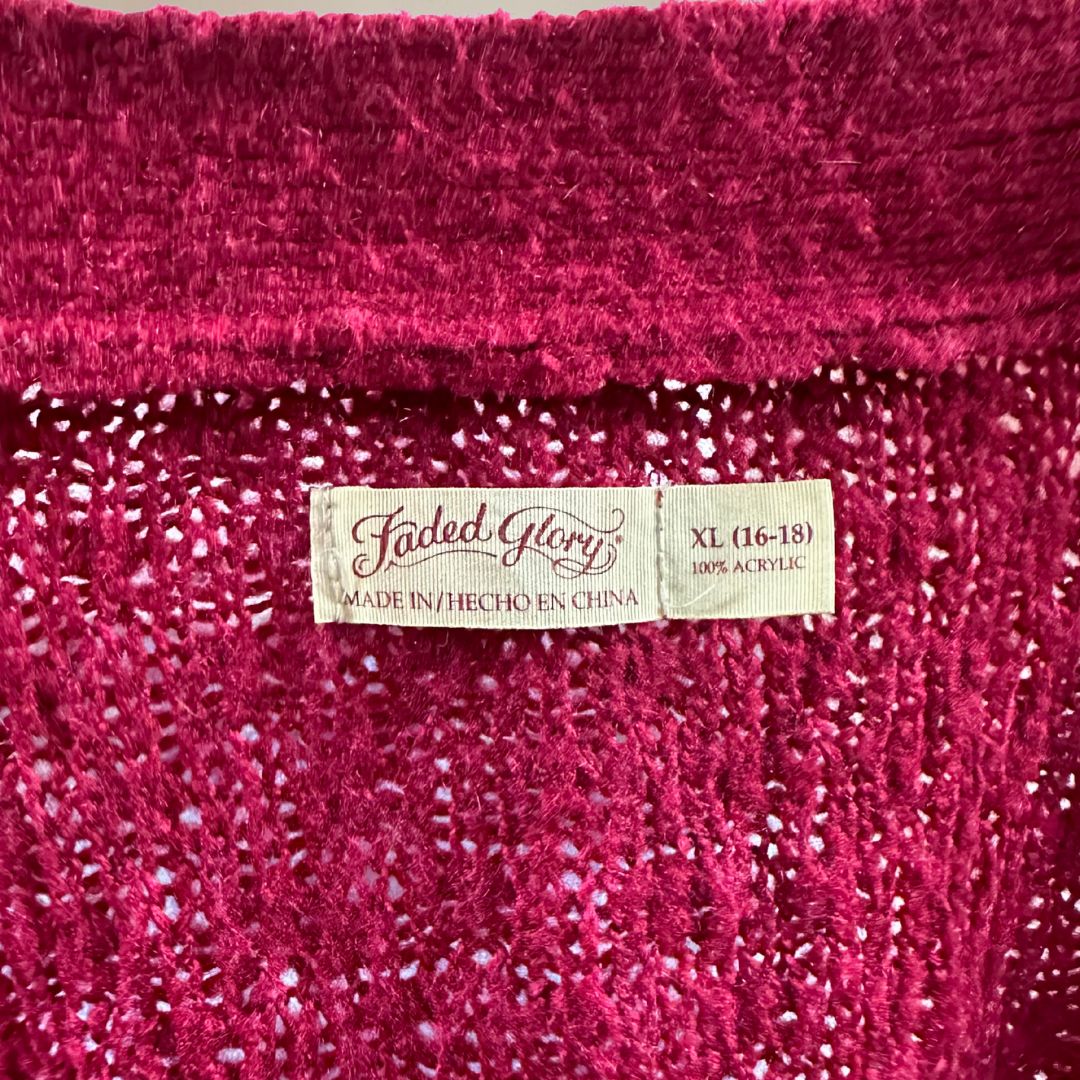 Faded Glory®
MADE IN/HECHO EN CHINA
XL (16-18)
100% ACRYLIC